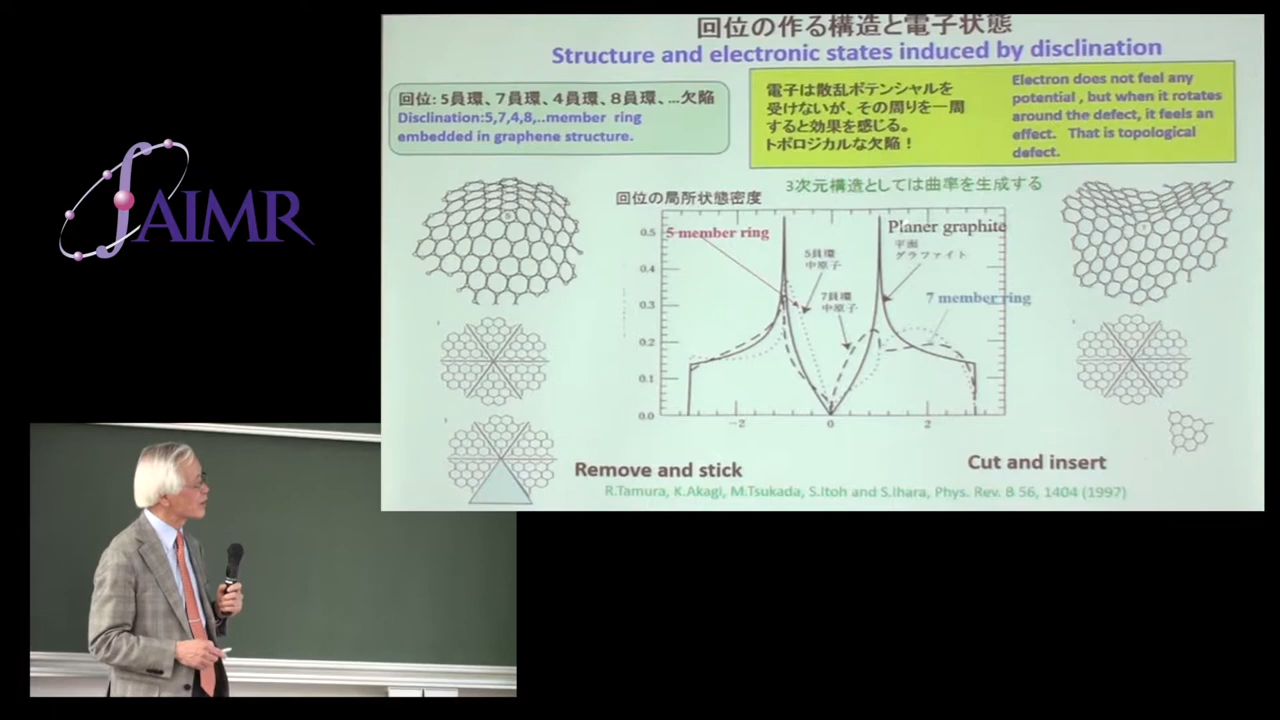 回位の作る構造と電子状態
Structure and electronic states induced by disclination
回位: 5員環、7員環、4員環、8員環、...欠陥
Disclination:5,7,4,8,..member ring
embedded in graphene structure.
電子は散乱ポテンシャルを
受けないが、その周りを一周
すると効果を感じる。
トポロジカルな欠陥！
Electron does not feel any
potential , but when it rotates
around the defect, it feels an
effect. That is topological
defect.
AIMR
3次元構造としては曲率を生成する
回位の局所状態密度
0.5
0.4
0.3
0.2
0.1
0.0
-2
0
2
5 member ring
5員環
中原子
7員環
中原子
Planer graphite
平面
グラファイト
7 member ring
Remove and stick
Cut and insert
R.Tamura, K.Akagi, M.Tsukada, S.Itoh and S.Ihara, Phys. Rev. B 56, 1404 (1997)